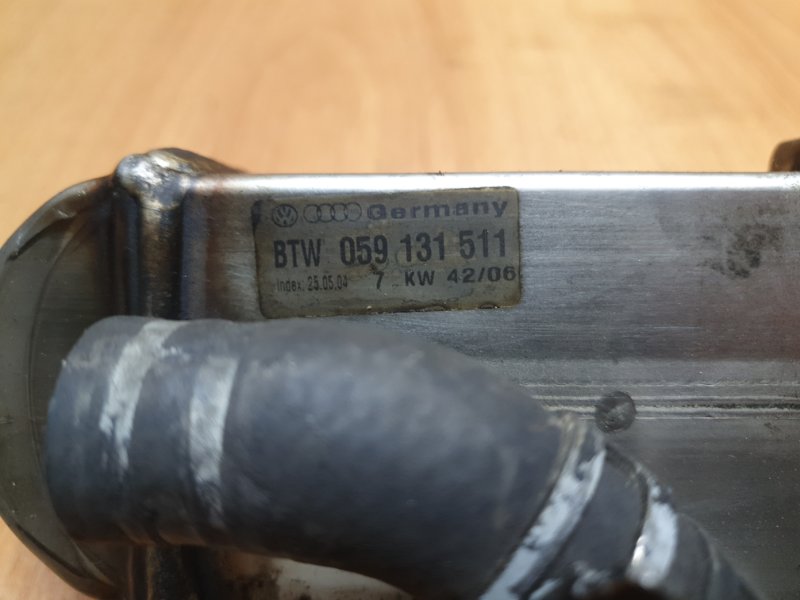 Germany
BTW 059 131 511
Index: 25.05.04 7 KW 42/06